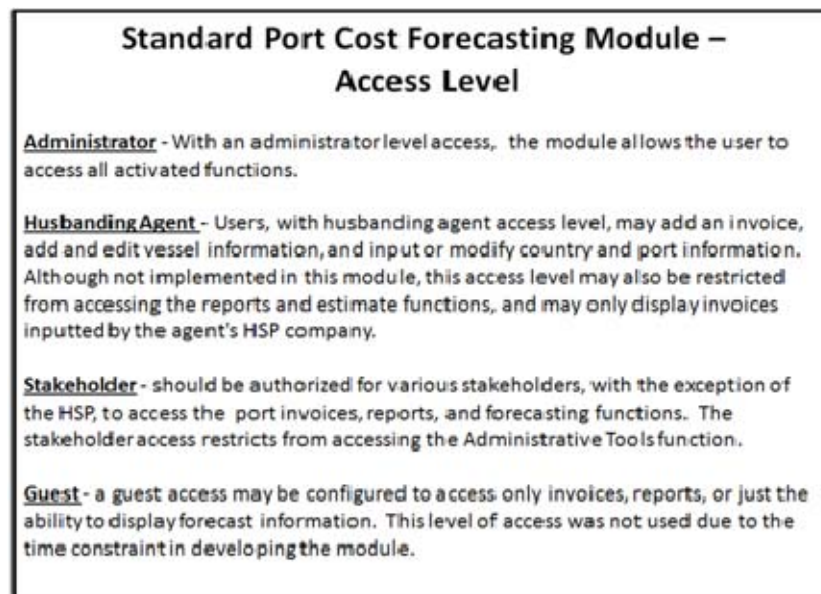 Standard Port Cost Forecasting Module –
Access Level
Administrator - With an administrator level access, the module allows the user to
access all activated functions.
Husbanding Agent - Users, with husbanding agent access level, may add an invoice,
add and edit vessel information, and input or modify country and port information.
Although not implemented in this module, this access level may also be restricted
from accessing the reports and estimate functions, and may only display invoices
inputted by the agent's HSP company.
Stakeholder - should be authorized for various stakeholders, with the exception of
the HSP, to access the port invoices, reports, and forecasting functions. The
stakeholder access restricts from accessing the Administrative Tools function.
Guest - a guest access may be configured to access only invoices, reports, or just the
ability to display forecast information. This level of access was not used due to the
time constraint in developing the module.